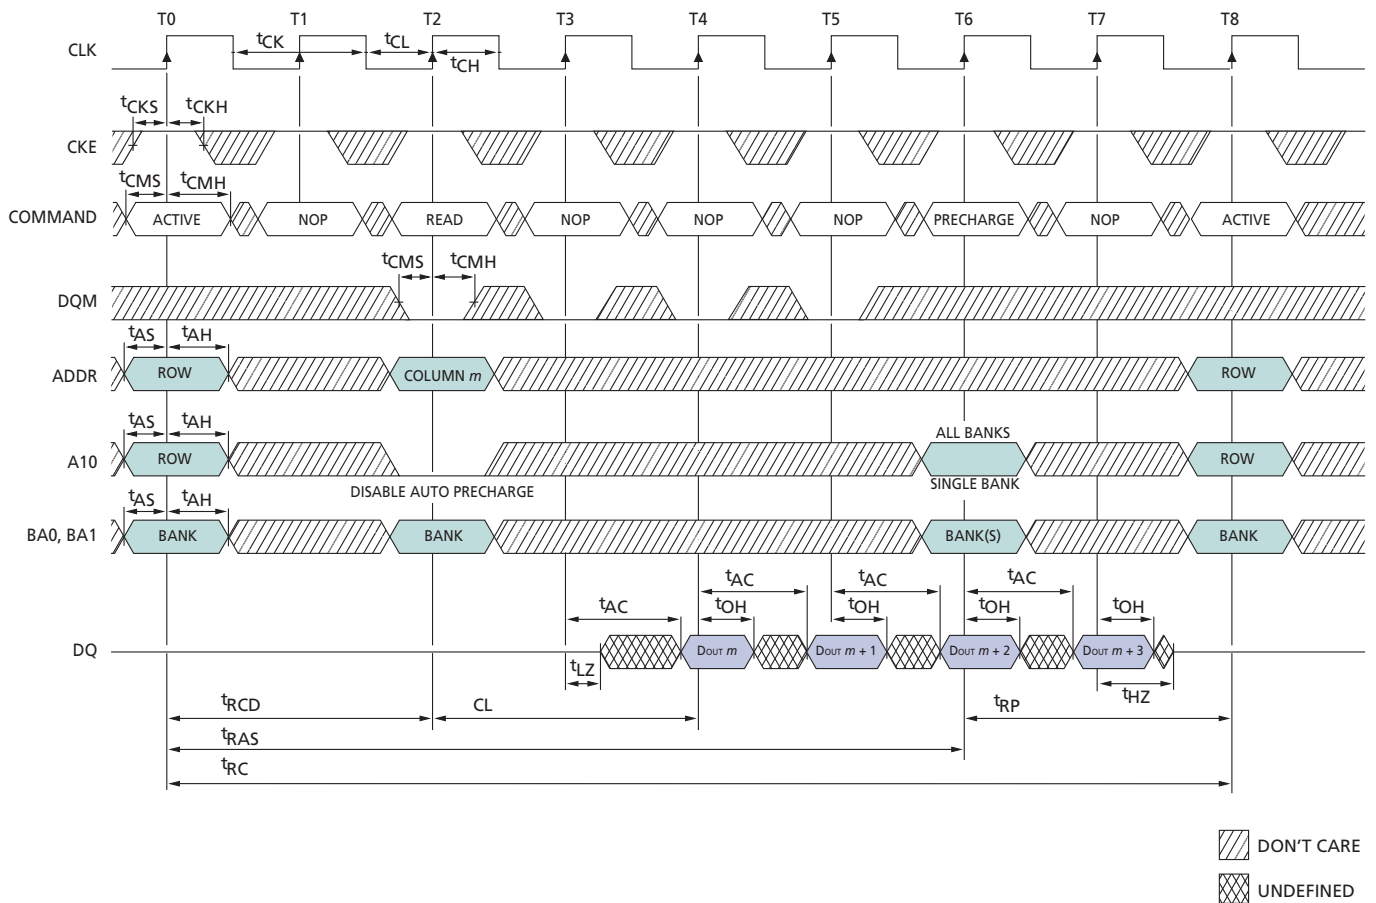 T0 T1 T2 T3 T4 T5 T6 T7 T8
CLK tCK tCL tCH
tCKS tCKH
CKE
tCMS tCMH
COMMAND ACTIVE NOP READ NOP NOP NOP PRECHARGE NOP ACTIVE
tCMS tCMH
DQM
tAS tAH
ADDR ROW COLUMN m ROW
tAS tAH ALL BANKS
A10 ROW ROW
DISABLE AUTO PRECHARGE SINGLE BANK
tAS tAH
BA0, BA1 BANK BANK BANK(S) BANK
tAC tAC tAC
tAC tOH tOH tOH tOH
DQ DOUT m DOUT m + 1 DOUT m + 2 DOUT m + 3
tLZ tHZ
tRCD CL tRP
tRAS
tRC
DON'T CARE
UNDEFINED